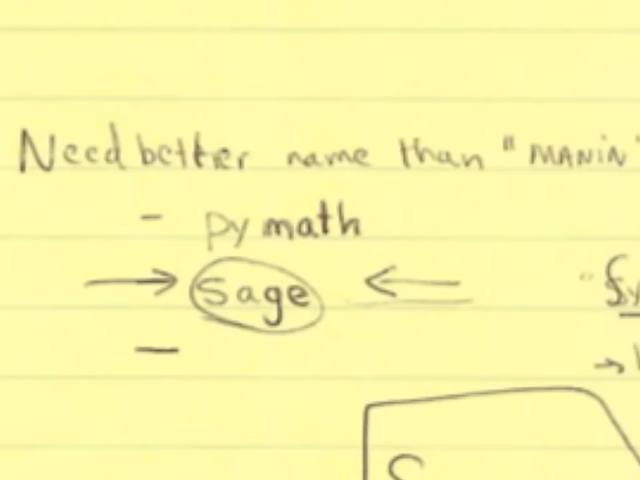 Need better name than "MANIN"
- pymath
→ Sage ←
-